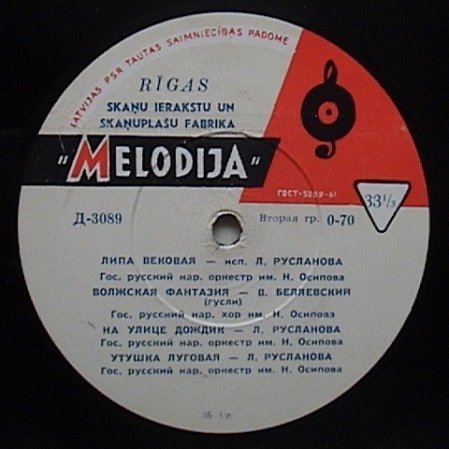 LATVIJAS PSR TAUTAS SAIMNIECĪBAS PADOME
RĪGAS
SKAŅU IERAKSTU UN
SKAŅUPLAŠU FABRIKA
"MELODIJA"
ГОСТ-5289-61
33⅓
Д-3089 Вторая гр. 0-70
ЛИПА ВЕКОВАЯ — исп. Л. РУСЛАНОВА
Гос. русский нар. оркестр им. Н. Осипова
ВОЛЖСКАЯ ФАНТАЗИЯ — В. БЕЛЯЕВСКИЙ
(гусли)
Гос. русский нар. хор им. Н. Осипова
НА УЛИЦЕ ДОЖДИК — Л. РУСЛАНОВА
Гос. русский нар. оркестр им. Н. Осипова
УТУШКА ЛУГОВАЯ — Л. РУСЛАНОВА
Гос. русский нар. оркестр им. Н. Осипова